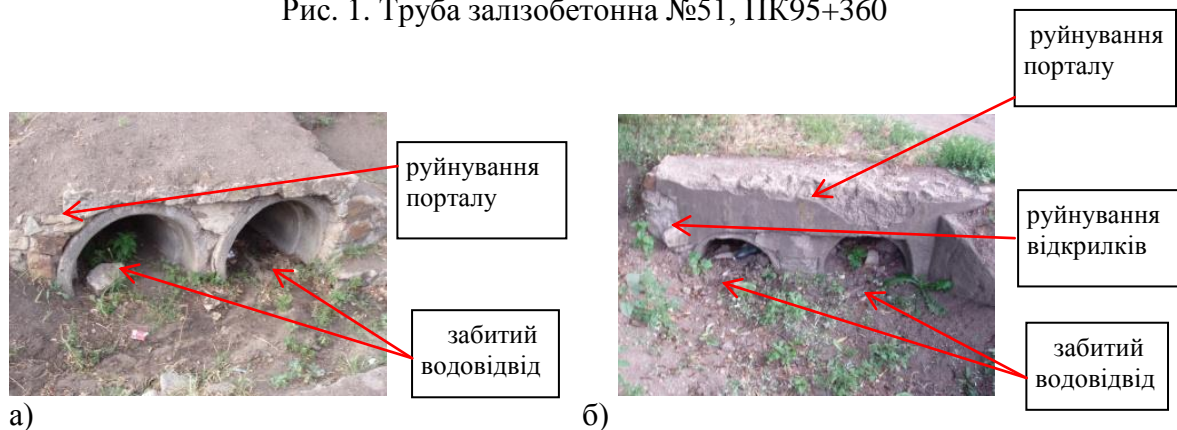 Рис. 1. Труба залізобетонна №51, ПК95+360
руйнування
порталу
забитий
водовідвід
а)
руйнування
порталу
руйнування
відкрилків
забитий
водовідвід
б)